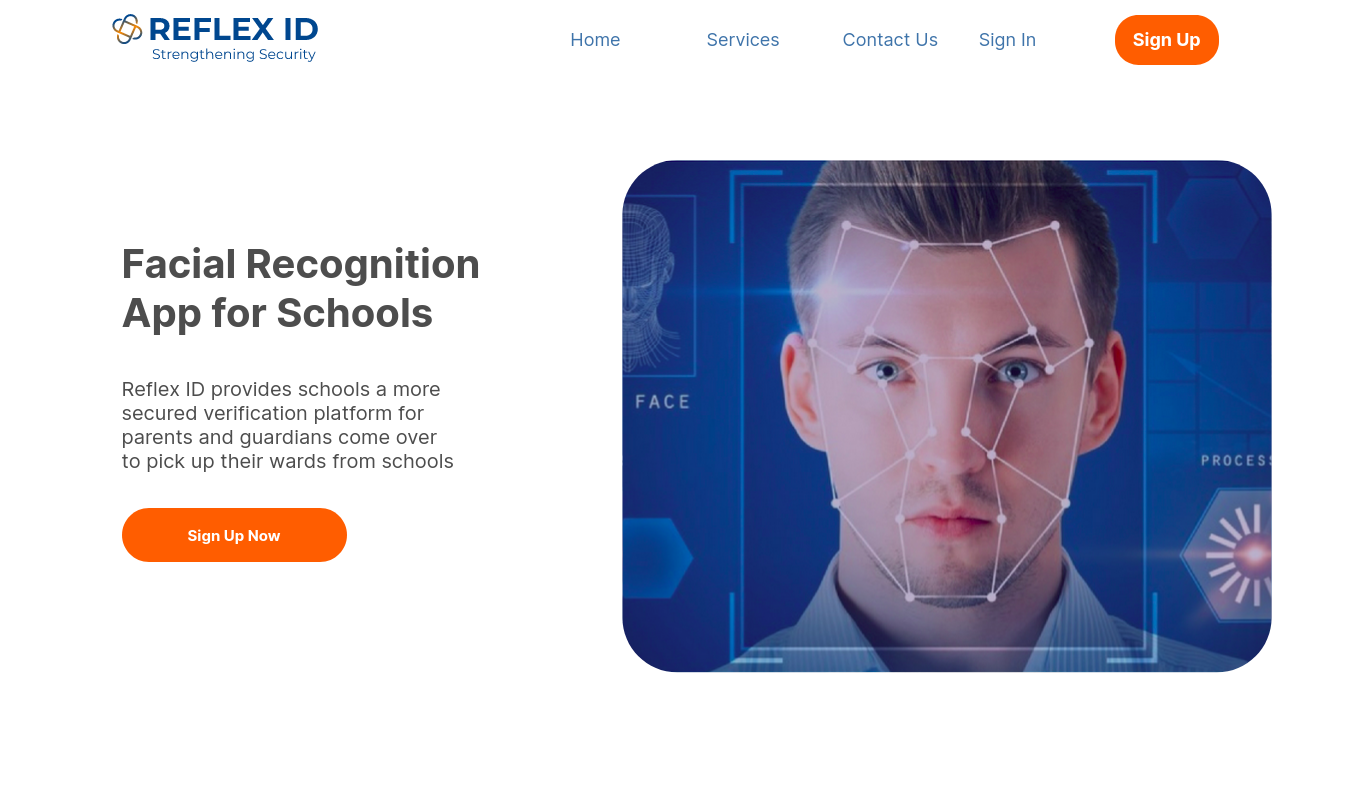 REFLEX ID
Strengthening Security
Home
Services
Contact Us
Sign In
Sign Up
Facial Recognition
App for Schools
Reflex ID provides schools a more
secured verification platform for
parents and guardians come over
to pick up their wards from schools
Sign Up Now
FACE
PROCESS